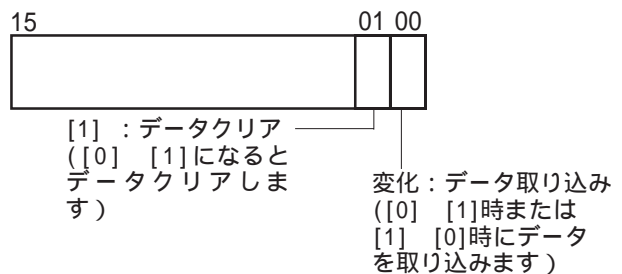 15 01 00
[1] :データクリア
([0] [1]になると
データクリアしま
す)
変化:データ取り込み
([0] [1]時または
[1] [0]時にデータ
を取り込みます)